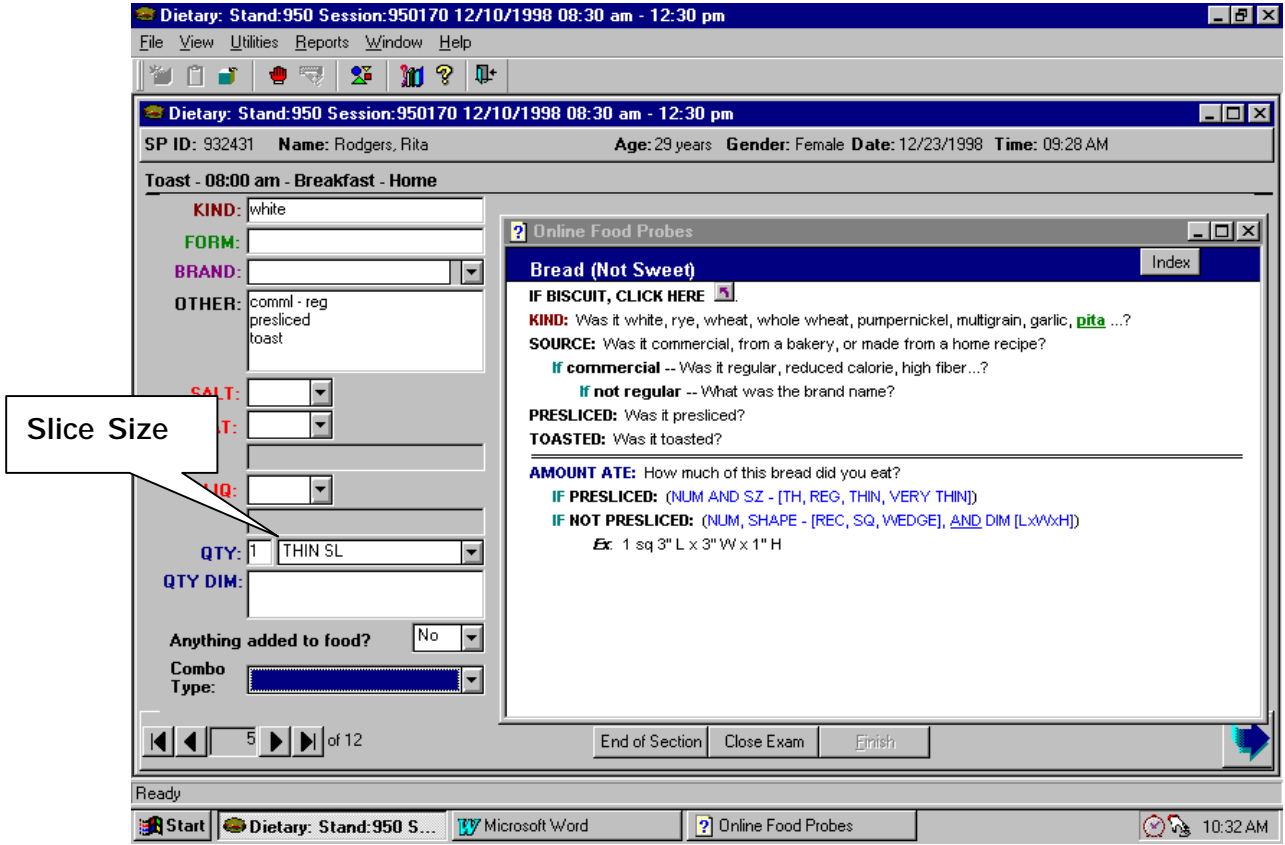 Dietary: Stand:950 Session:950170 12/10/1998 08:30 am - 12:30 pm
File View Utilities Reports Window Help
Dietary: Stand:950 Session:950170 12/10/1998 08:30 am - 12:30 pm
SP ID: 932431 Name: Rodgers, Rita Age: 29 years Gender: Female Date: 12/23/1998 Time: 09:28 AM
Toast - 08:00 am - Breakfast - Home
KIND: white
FORM:
BRAND:
OTHER: comml - reg
presliced
toast
SALT:
AT:
LIQ:
Slice Size
QTY: 1 THIN SL
QTY DIM:
Anything added to food? No
Combo
Type:
Online Food Probes
Bread (Not Sweet) Index
IF BISCUIT, CLICK HERE .
KIND: Was it white, rye, wheat, whole wheat, pumpernickel, multigrain, garlic, pita ...?
SOURCE: Was it commercial, from a bakery, or made from a home recipe?
If commercial -- Was it regular, reduced calorie, high fiber...?
If not regular -- What was the brand name?
PRESLICED: Was it presliced?
TOASTED: Was it toasted?
AMOUNT ATE: How much of this bread did you eat?
IF PRESLICED: (NUM AND SZ - [TH, REG, THIN, VERY THIN])
IF NOT PRESLICED: (NUM, SHAPE - [REC, SQ, WEDGE], AND DIM [LxWxH])
Ex: 1 sq 3" L x 3" W x 1" H
5 of 12
End of Section Close Exam Finish
Ready
Start Dietary: Stand:950 S... Microsoft Word Online Food Probes 10:32 AM